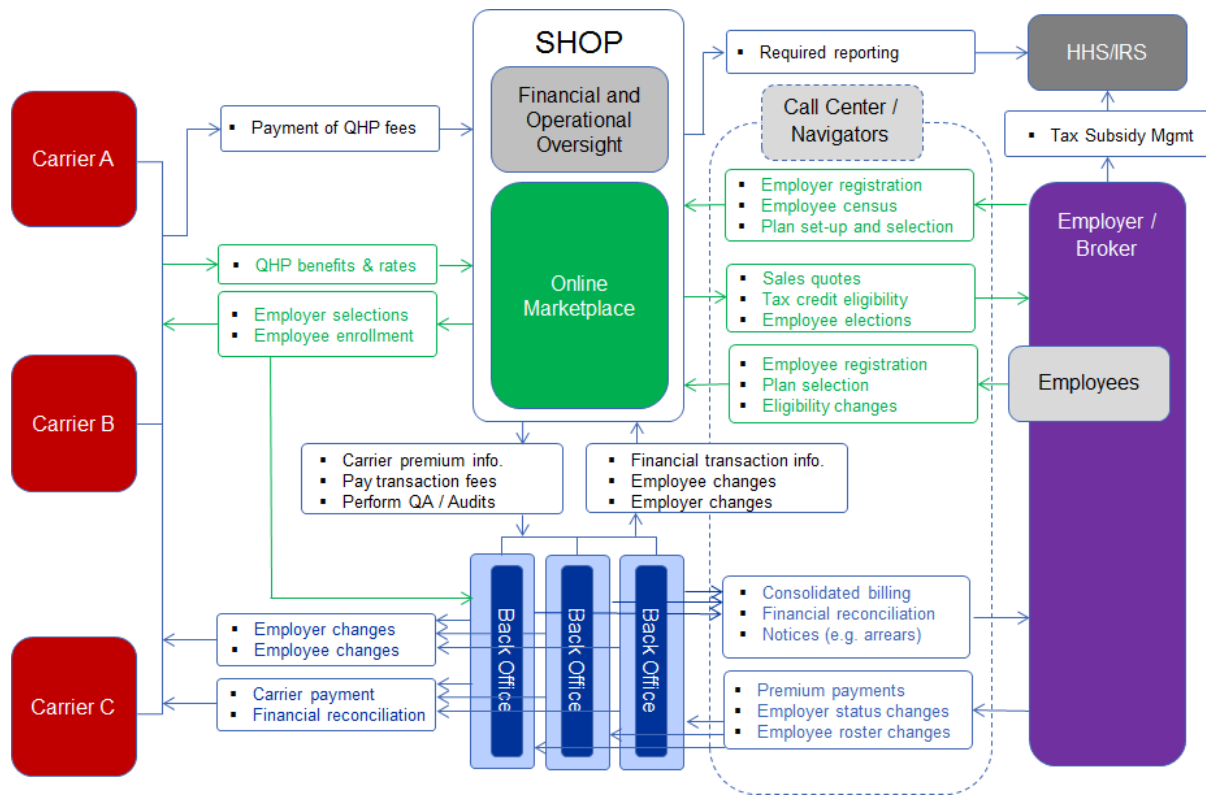 SHOP
Financial and
Operational
Oversight
Online
Marketplace
▪ Required reporting
HHS/IRS
Call Center /
Navigators
▪ Tax Subsidy Mgmt
Carrier A
Carrier B
Carrier C
▪ Payment of QHP fees
▪ QHP benefits & rates
▪ Employer selections
▪ Employee enrollment
▪ Employer registration
▪ Employee census
▪ Plan set-up and selection
▪ Sales quotes
▪ Tax credit eligibility
▪ Employee elections
▪ Employee registration
▪ Plan selection
▪ Eligibility changes
Employer /
Broker
Employees
▪ Carrier premium info.
▪ Pay transaction fees
▪ Perform QA / Audits
▪ Financial transaction info.
▪ Employee changes
▪ Employer changes
Back Office
Back Office
Back Office
▪ Employer changes
▪ Employee changes
▪ Carrier payment
▪ Financial reconciliation
▪ Consolidated billing
▪ Financial reconciliation
▪ Notices (e.g. arrears)
▪ Premium payments
▪ Employer status changes
▪ Employee roster changes